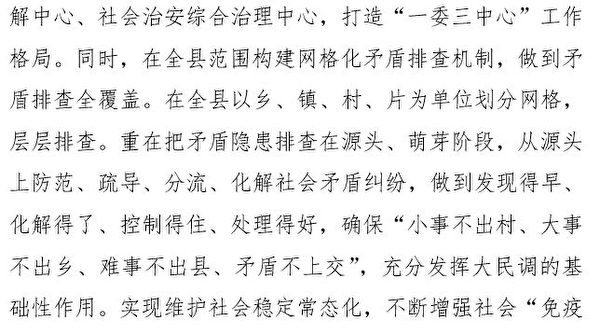 解中心、社会治安综合治理中心，打造“一委三中心”工作
格局。同时，在全县范围构建网格化矛盾排查机制，做到矛
盾排查全覆盖。在全县以乡、镇、村、片为单位划分网格，
层层排查。重在把矛盾隐患排查在源头、萌芽阶段，从源头
上防范、疏导、分流、化解社会矛盾纠纷，做到发现得早、
化解得了、控制得住、处理得好，确保“小事不出村、大事
不出乡、难事不出县、矛盾不上交”，充分发挥大民调的基
础性作用。实现维护社会稳定常态化，不断增强社会“免疫